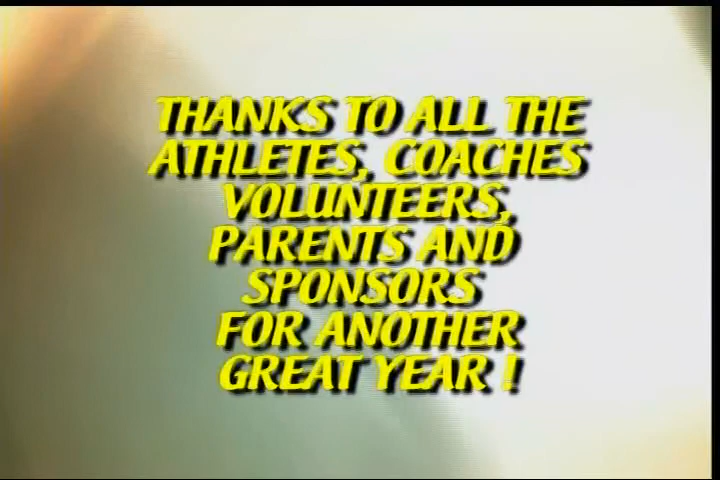 THANKS TO ALL THE
ATHLETES, COACHES
VOLUNTEERS,
PARENTS AND
SPONSORS
FOR ANOTHER
GREAT YEAR !